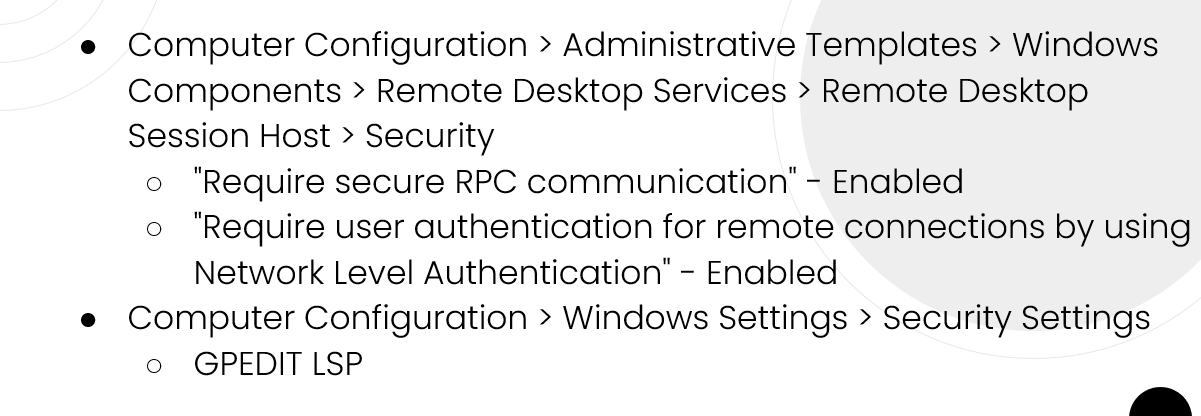 ● Computer Configuration > Administrative Templates > Windows
Components > Remote Desktop Services > Remote Desktop
Session Host > Security
○ "Require secure RPC communication" - Enabled
○ "Require user authentication for remote connections by using
Network Level Authentication" - Enabled
● Computer Configuration > Windows Settings > Security Settings
○ GPEDIT LSP